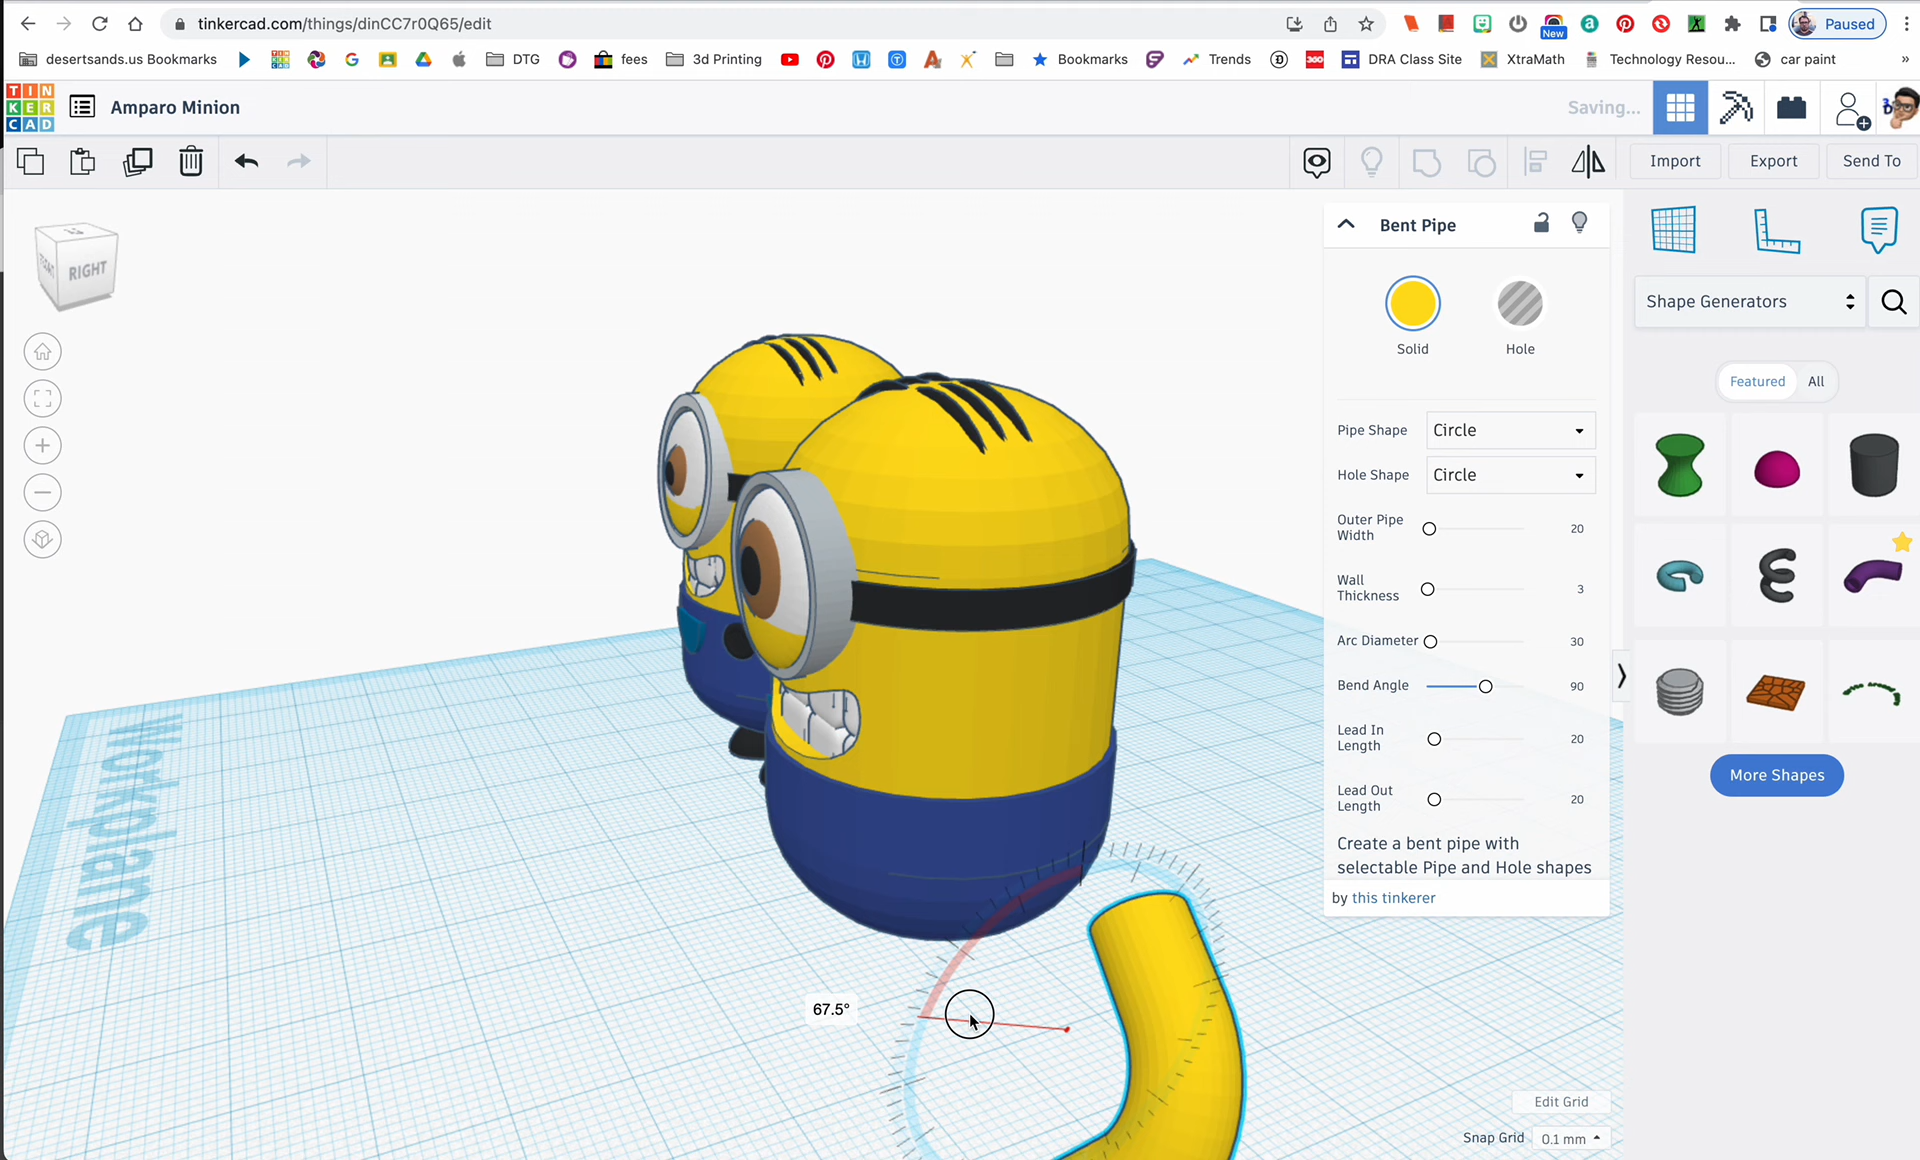 tinkercad.com/things/dinCC7r0Q65/edit
New
Paused
desertsands.us Bookmarks
DTG
fees
3d Printing
Bookmarks
Trends
DRA Class Site
XtraMath
Technology Resou...
car paint
»
TIN
KER
CAD
Amparo Minion
Saving...
Import
Export
Send To
RIGHT
Bent Pipe
Solid
Hole
Pipe Shape
Circle
Hole Shape
Circle
Outer Pipe
Width
20
Wall
Thickness
3
Arc Diameter
30
Bend Angle
90
Lead In
Length
20
Lead Out
Length
20
Create a bent pipe with
selectable Pipe and Hole shapes
by this tinkerer
Shape Generators
Featured
All
More Shapes
Workplane
67.5°
Edit Grid
Snap Grid
0.1 mm